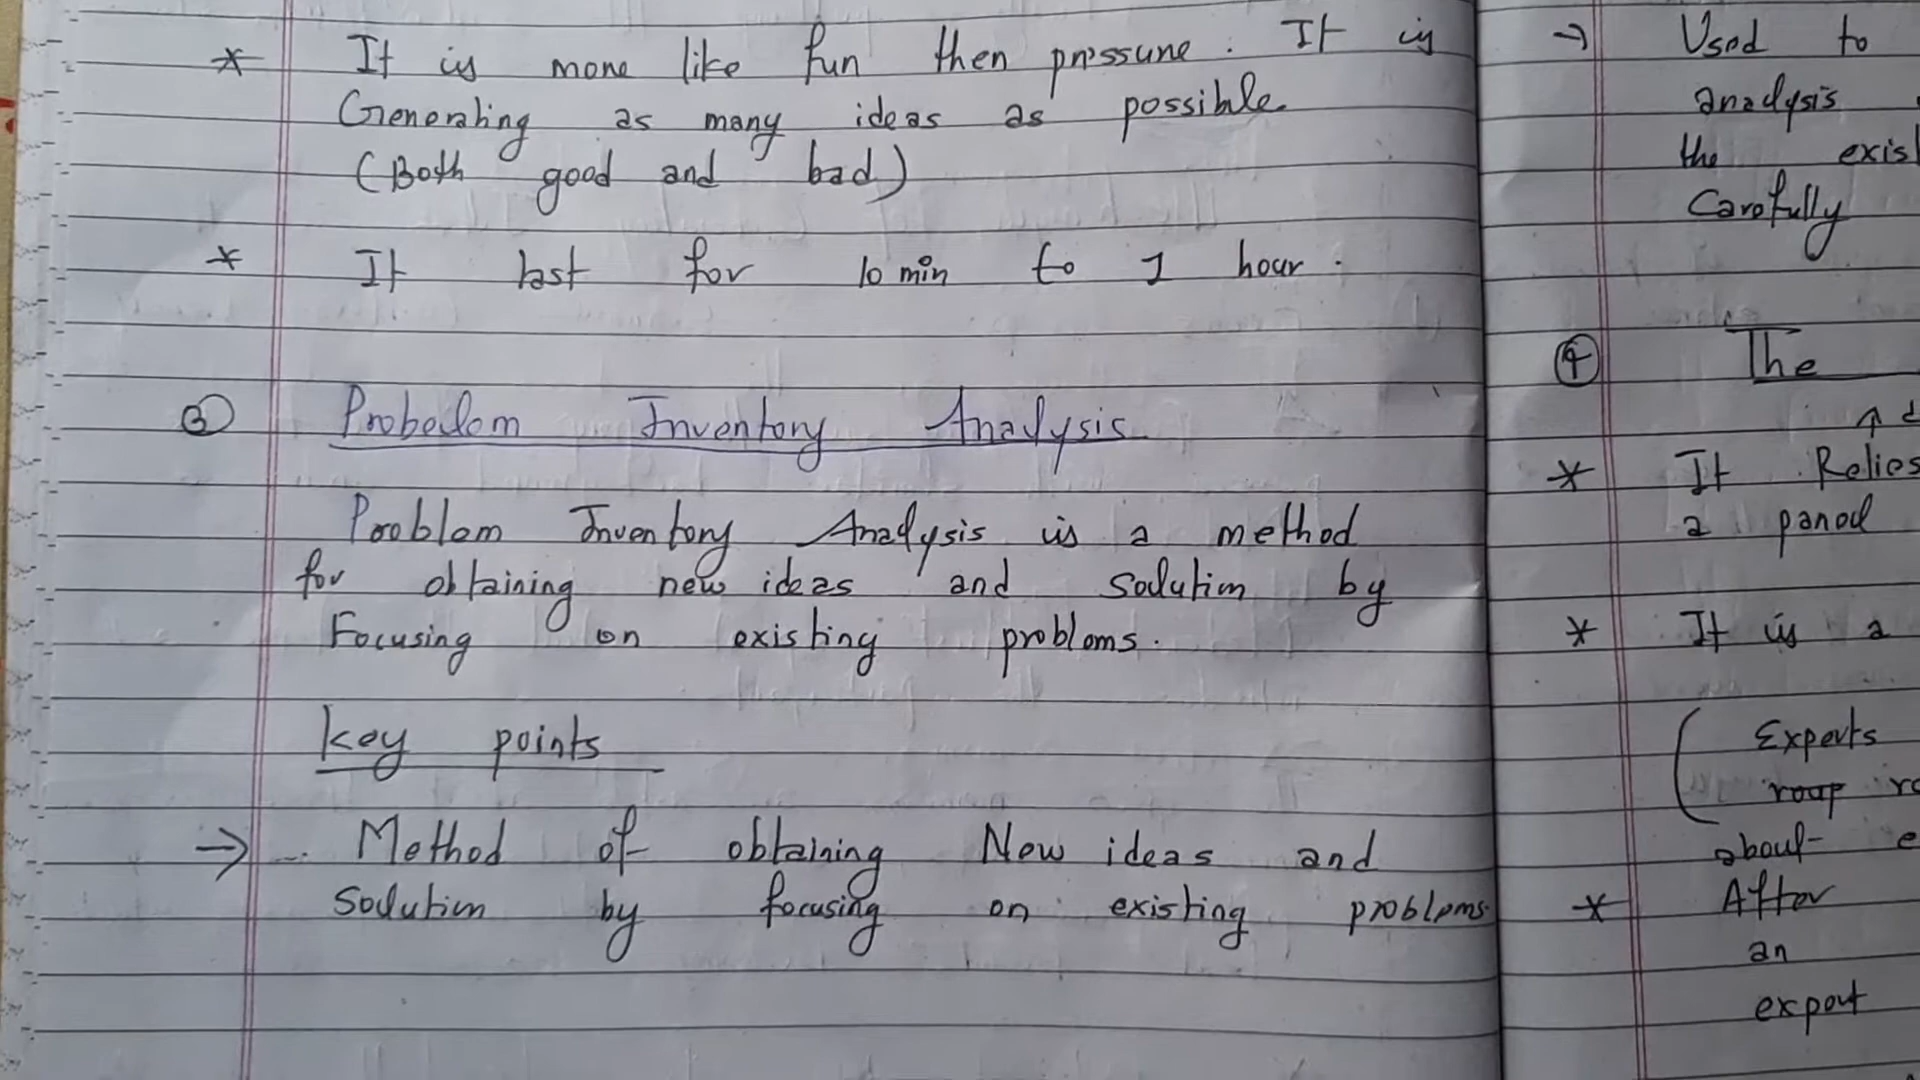 * It is more like fun then pressure. It is
Generating as many ideas as possible
(Both good and bad)
* It last for 10 min to 1 hour.
③ Probelem Inventory Analysis
Problem Inventory Analysis is a method
for obtaining new ideas and Solution by
Focusing on existing problems.
key points
→ Method of obtaining New ideas and
Solution by focusing on existing problems
→ Used to
analysis
the exist
Carefully
④ The
* It Relies
a panel
* It is a
(Experts
about e
* After
an
expert